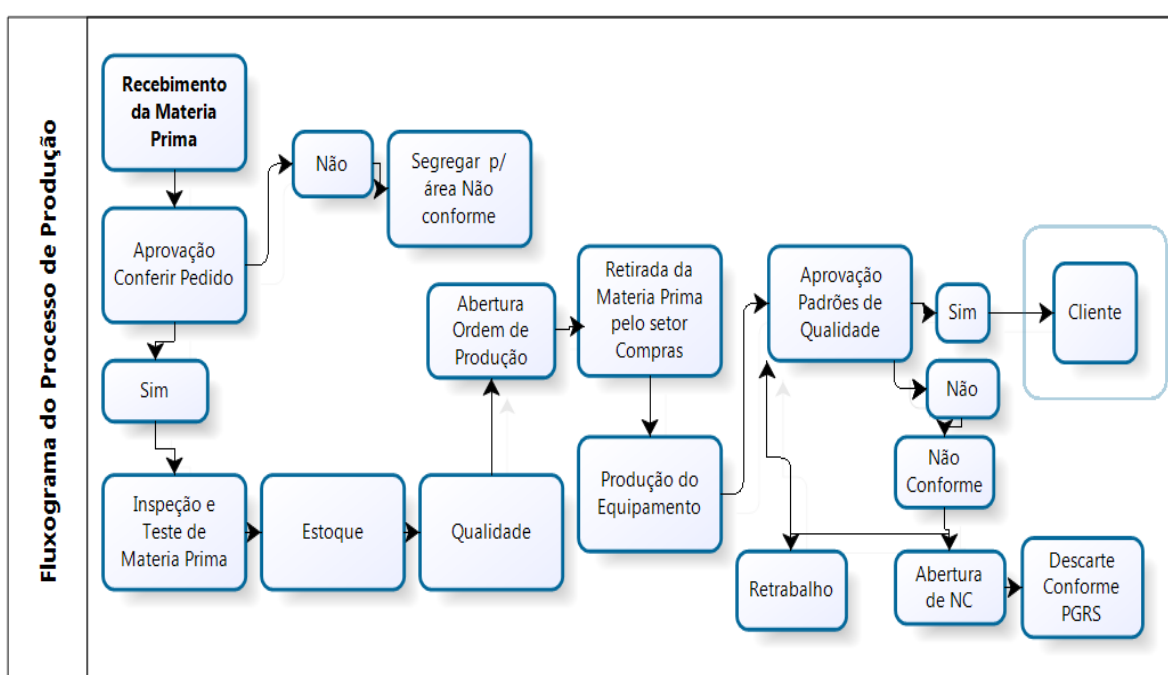 Fluxograma do Processo de Produção
Recebimento
da Materia
Prima
Aprovação
Conferir Pedido
Não
Segregar p/
área Não
conforme
Sim
Inspeção e
Teste de
Materia Prima
Estoque
Qualidade
Abertura
Ordem de
Produção
Retirada da
Materia Prima
pelo setor
Compras
Produção do
Equipamento
Aprovação
Padrões de
Qualidade
Sim
Cliente
Não
Não
Conforme
Retrabalho
Abertura
de NC
Descarte
Conforme
PGRS